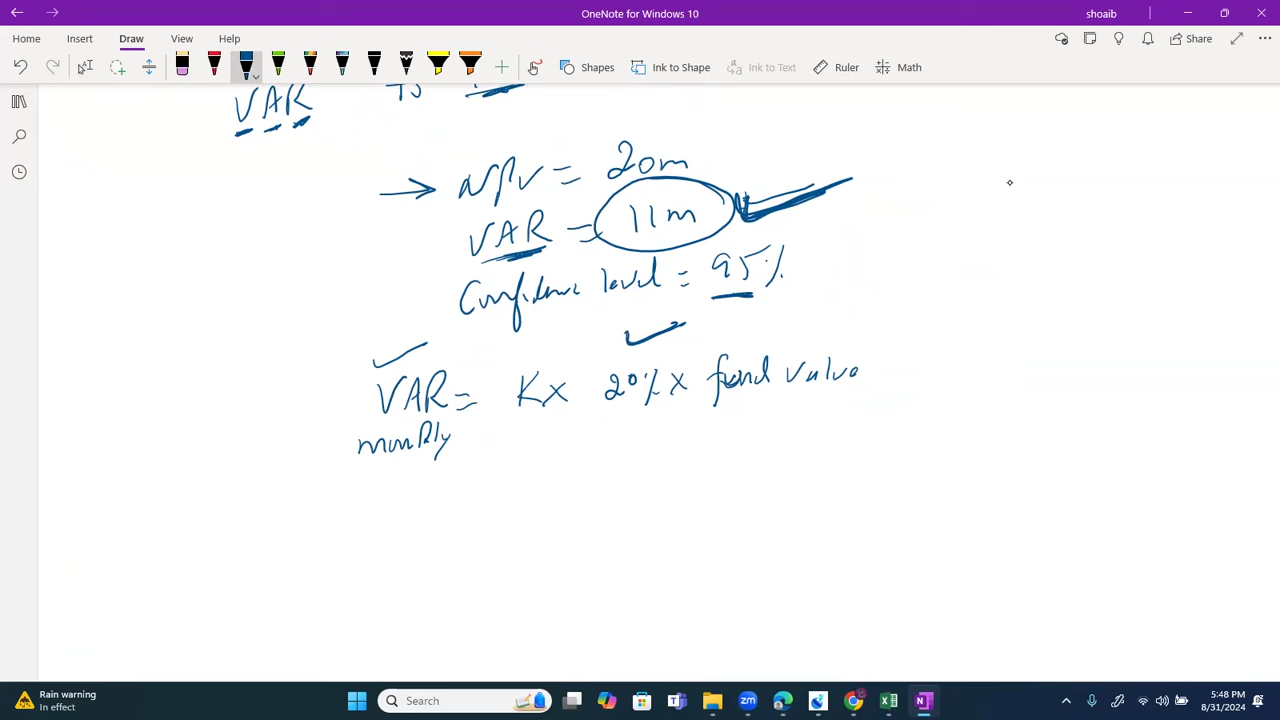 OneNote for Windows 10
shoaib
Home Insert Draw View Help
Share
Shapes
Ink to Shape
Ink to Text
Ruler
Math
VAR
NPV = 20m
VAR = 11m
Confidence level = 95%
VAR = K x 20% x fund value
monthly
Rain warning
In effect
Search
5:48 PM
8/31/2024